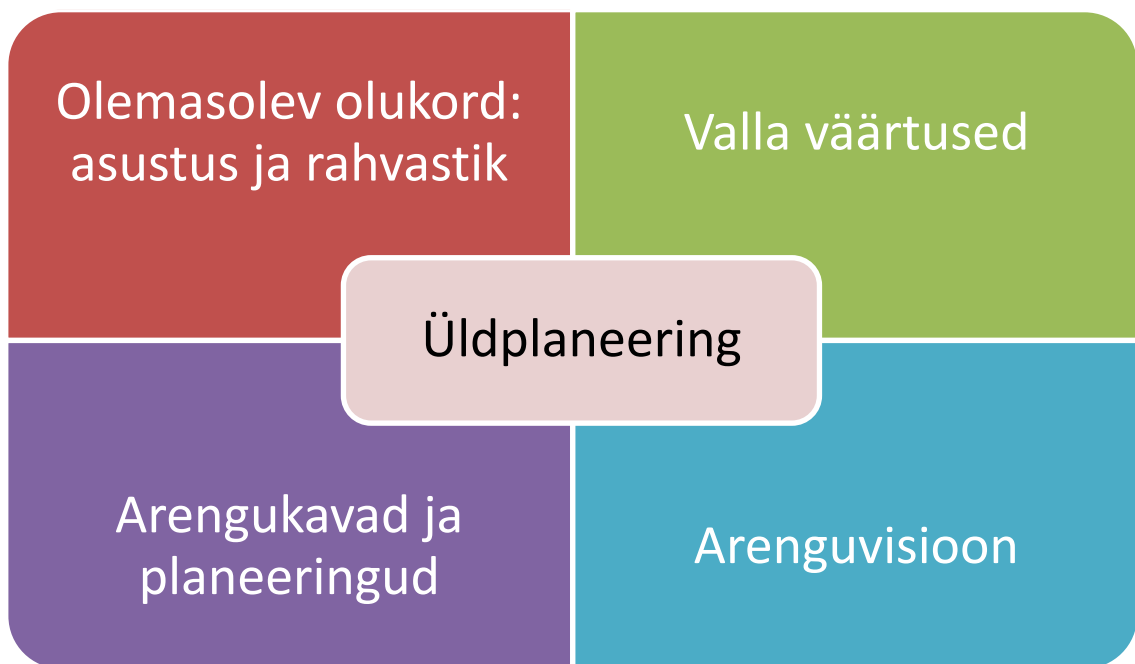 Olemasolev olukord:
asustus ja rahvastik
Valla väärtused
Üldplaneering
Arengukavad ja
planeeringud
Arenguvisioon